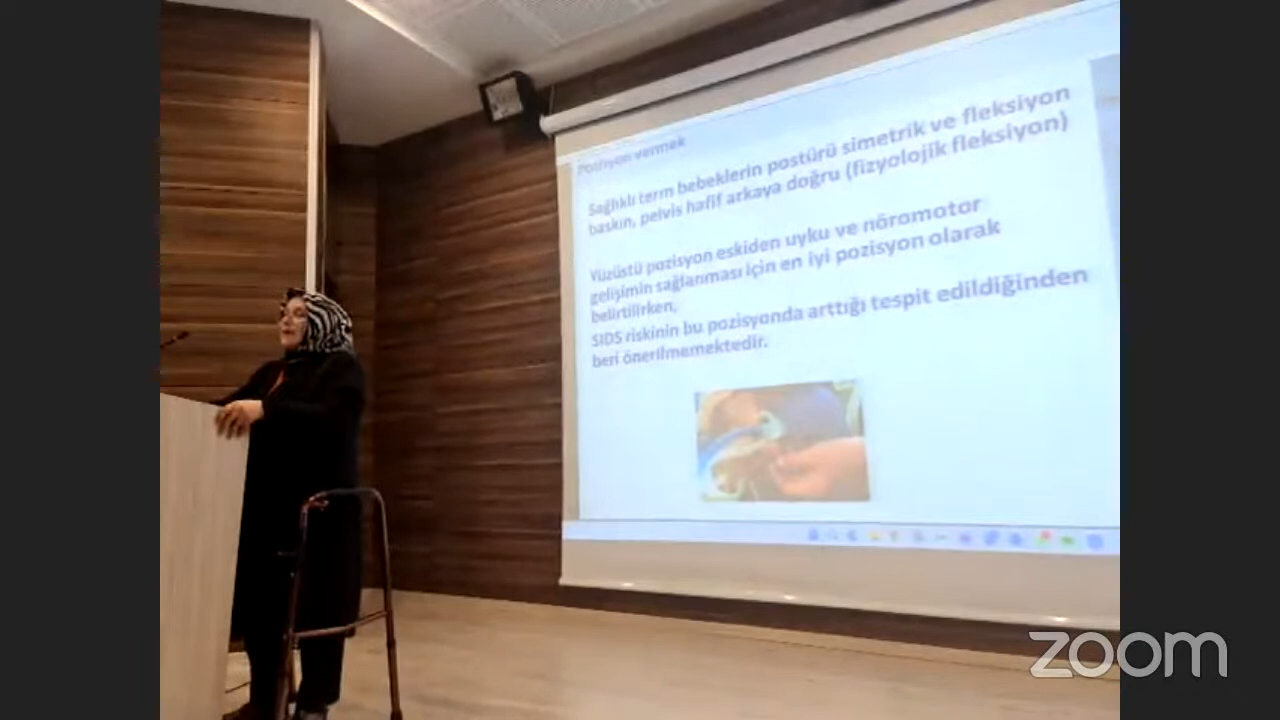 Pozisyon vermek
Sağlıklı term bebeklerin postürü simetrik ve fleksiyon
baskın, pelvis hafif arkaya doğru (fizyolojik fleksiyon)
Yüzüstü pozisyon eskiden uyku ve nöromotor
gelişimin sağlanması için en iyi pozisyon olarak
belirtilirken,
SIDS riskinin bu pozisyonda arttığı tespit edildiğinden
beri önerilmemektedir.
zoom